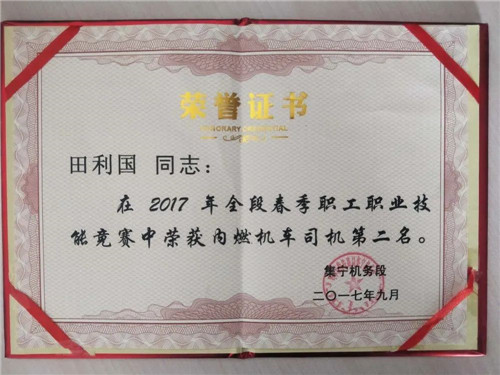 荣誉证书
HONORARY CREDENTIAL
田利国 同志：
在 2017 年全段春季职工职业技
能竞赛中荣获内燃机车司机第二名。
集宁机务段
二〇一七年九月